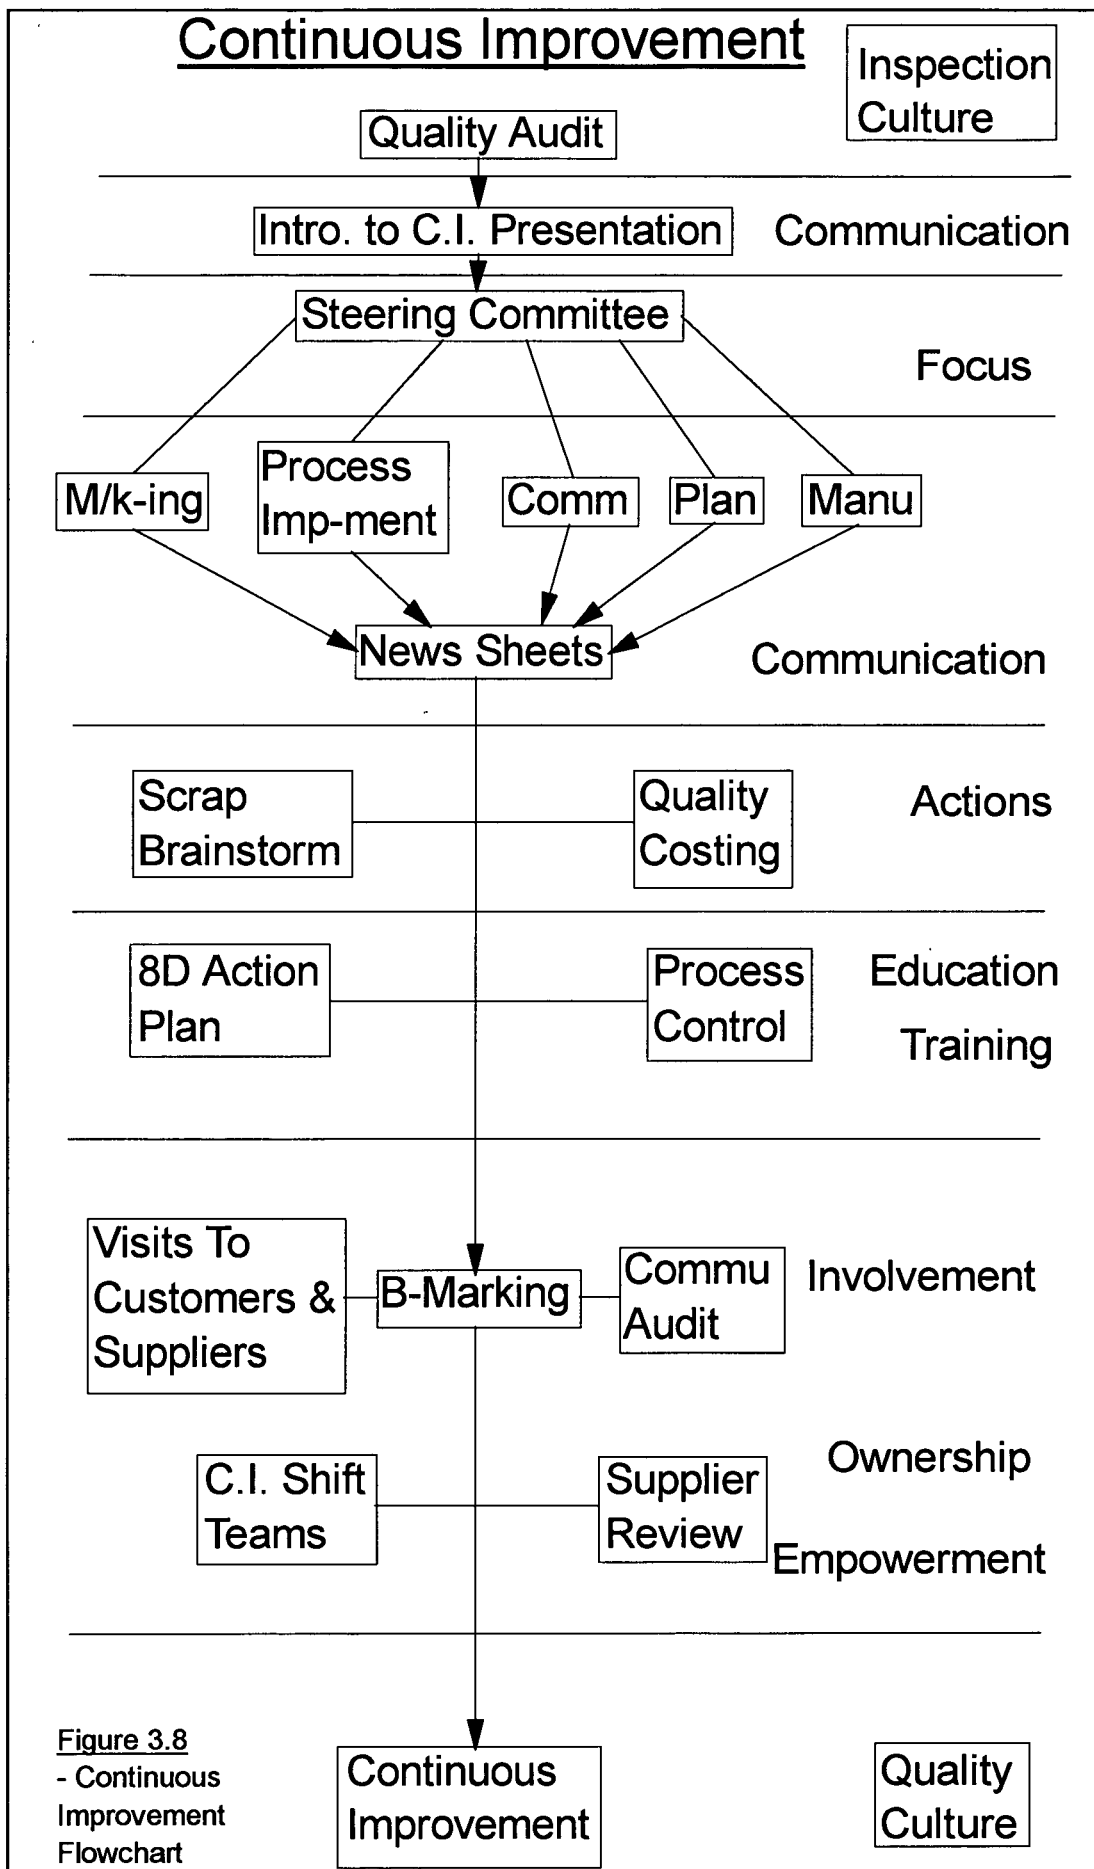 Continuous Improvement
Inspection
Culture
Quality Audit
Intro. to C.I. Presentation
Communication
Steering Committee
Focus
M/k-ing
Process
Imp-ment
Comm
Plan
Manu
News Sheets
Communication
Scrap
Brainstorm
Quality
Costing
Actions
8D Action
Plan
Process
Control
Education
Training
Visits To
Customers &
Suppliers
B-Marking
Commu
Audit
Involvement
C.I. Shift
Teams
Supplier
Review
Ownership
Empowerment
Figure 3.8
- Continuous
Improvement
Flowchart
Continuous
Improvement
Quality
Culture